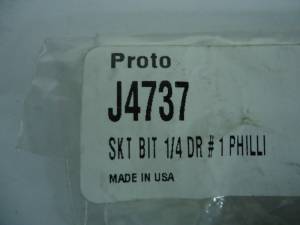 Proto
J4737
SKT BIT 1/4 DR # 1 PHILLI
MADE IN USA